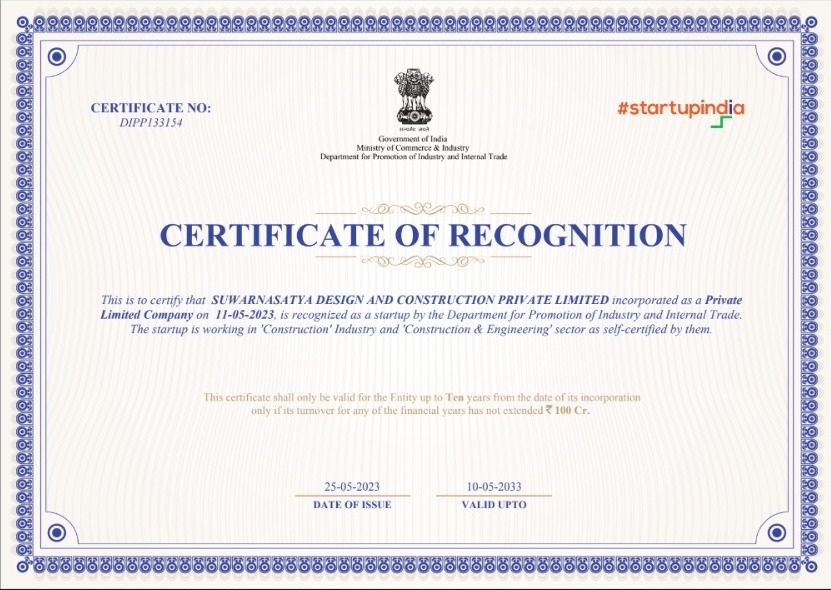 CERTIFICATE NO:
DIPP133154
सत्यमेव जयते
#startupindia
Government of India
Ministry of Commerce & Industry
Department for Promotion of Industry and Internal Trade
CERTIFICATE OF RECOGNITION
This is to certify that SUWARNASATYA DESIGN AND CONSTRUCTION PRIVATE LIMITED incorporated as a Private
Limited Company on 11-05-2023, is recognized as a startup by the Department for Promotion of Industry and Internal Trade.
The startup is working in 'Construction' Industry and 'Construction & Engineering' sector as self-certified by them.
This certificate shall only be valid for the Entity up to Ten years from the date of its incorporation
only if its turnover for any of the financial years has not extended ₹ 100 Cr.
25-05-2023
DATE OF ISSUE
10-05-2033
VALID UPTO